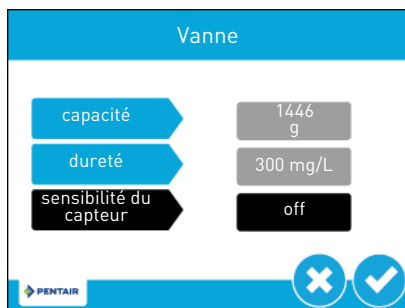 Vanne
capacité
1446
g
dureté
300 mg/L
sensibilité du
capteur
off
PENTAIR